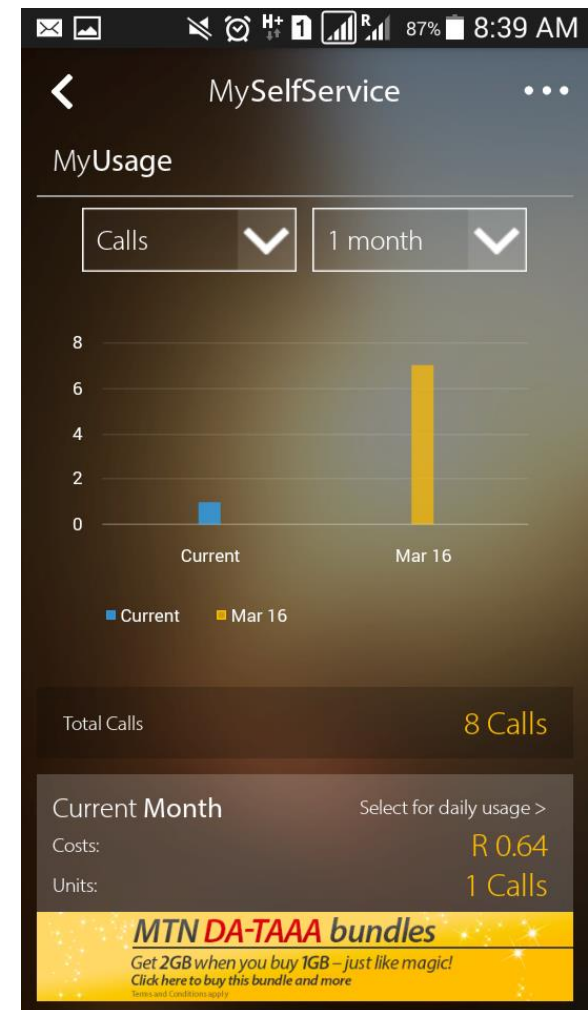 H+ 1 R 87% 8:39 AM
MySelfService
MyUsage
Calls 1 month
8
6
4
2
0
Current Mar 16
Current Mar 16
Total Calls 8 Calls
Current Month Select for daily usage >
Costs: R 0.64
Units: 1 Calls
MTN DA-TAAA bundles
Get 2GB when you buy 1GB – just like magic!
Click here to buy this bundle and more
Terms and Conditions apply